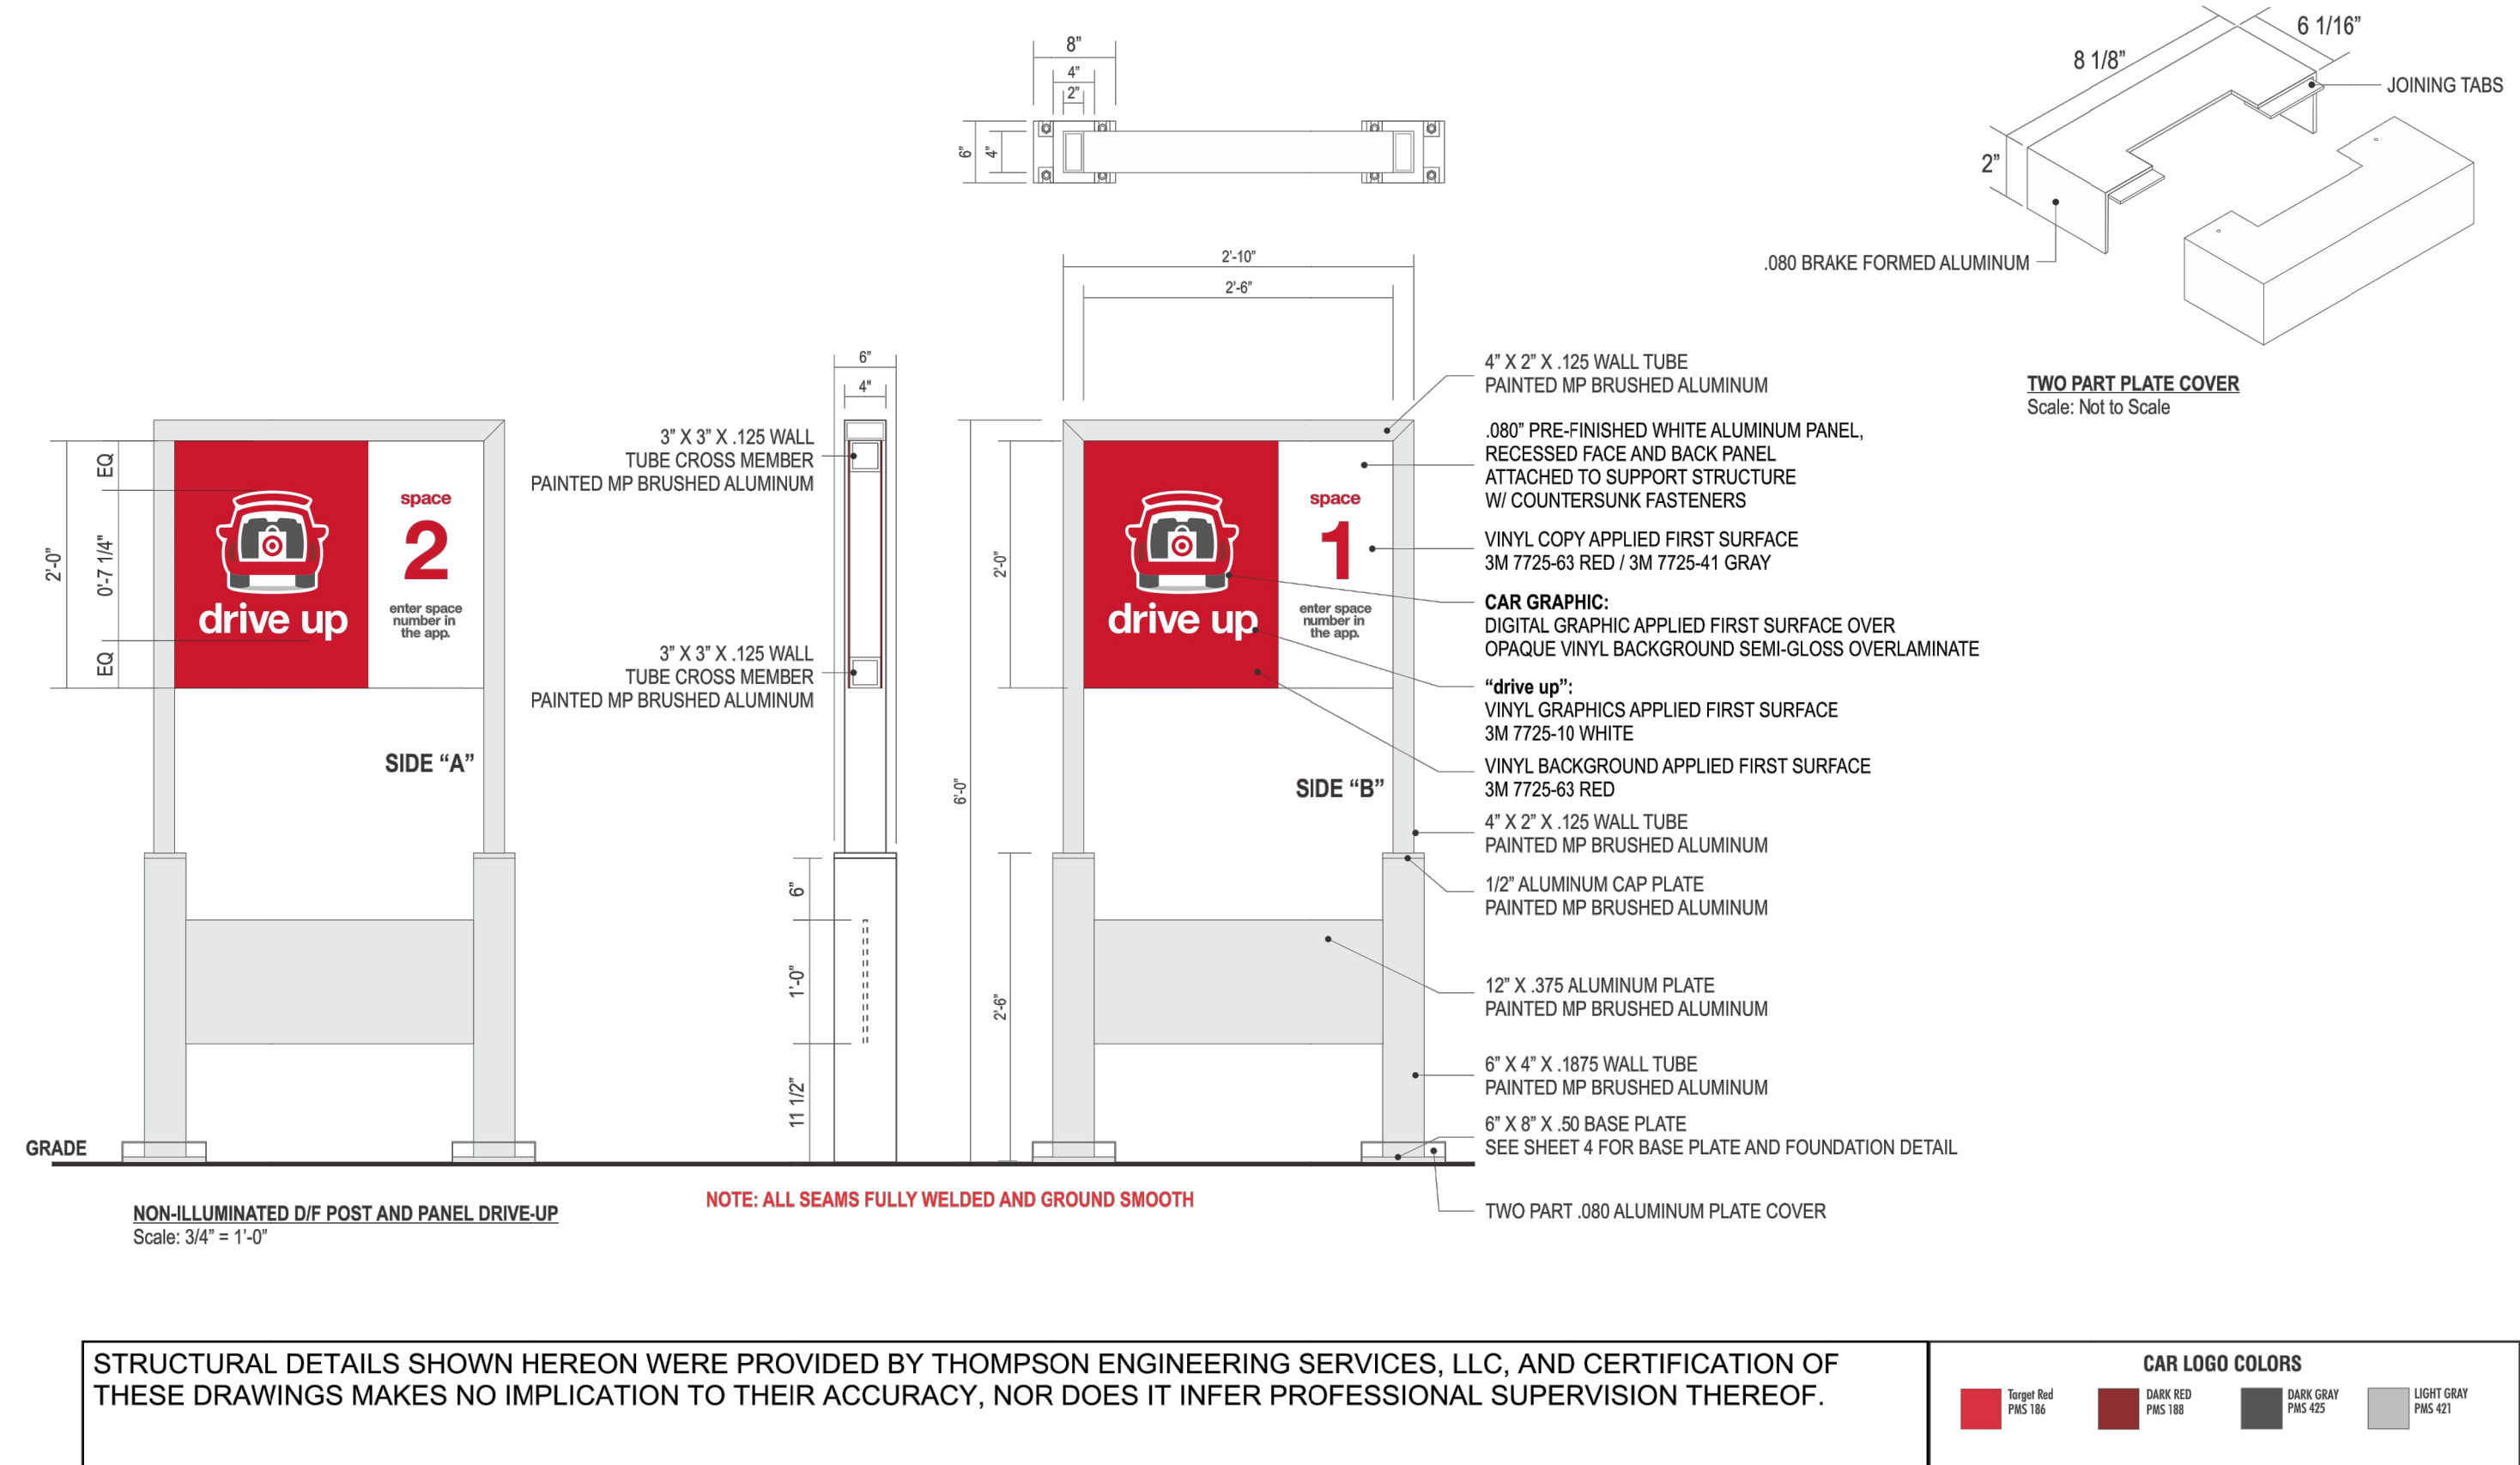 8”
4”
2”
6”
4”
6 1/16”
8 1/8”
JOINING TABS
2”
.080 BRAKE FORMED ALUMINUM
TWO PART PLATE COVER
Scale: Not to Scale
2’-10”
2’-6”
6”
4"
3” X 3” X .125 WALL
TUBE CROSS MEMBER
PAINTED MP BRUSHED ALUMINUM
3” X 3” X .125 WALL
TUBE CROSS MEMBER
PAINTED MP BRUSHED ALUMINUM
2’-0”
EQ
0’-7 1/4"
EQ
drive up
space
2
enter space
number in
the app.
SIDE “A”
GRADE
6”
1’-0”
11 1/2”
6’-0”
2’-0”
2’-6”
drive up
space
1
enter space
number in
the app.
SIDE “B”
4” X 2” X .125 WALL TUBE
PAINTED MP BRUSHED ALUMINUM
.080” PRE-FINISHED WHITE ALUMINUM PANEL,
RECESSED FACE AND BACK PANEL
ATTACHED TO SUPPORT STRUCTURE
W/ COUNTERSUNK FASTENERS
VINYL COPY APPLIED FIRST SURFACE
3M 7725-63 RED / 3M 7725-41 GRAY
CAR GRAPHIC:
DIGITAL GRAPHIC APPLIED FIRST SURFACE OVER
OPAQUE VINYL BACKGROUND SEMI-GLOSS OVERLAMINATE
“drive up”:
VINYL GRAPHICS APPLIED FIRST SURFACE
3M 7725-10 WHITE
VINYL BACKGROUND APPLIED FIRST SURFACE
3M 7725-63 RED
4” X 2” X .125 WALL TUBE
PAINTED MP BRUSHED ALUMINUM
1/2” ALUMINUM CAP PLATE
PAINTED MP BRUSHED ALUMINUM
12” X .375 ALUMINUM PLATE
PAINTED MP BRUSHED ALUMINUM
6” X 4” X .1875 WALL TUBE
PAINTED MP BRUSHED ALUMINUM
6” X 8” X .50 BASE PLATE
SEE SHEET 4 FOR BASE PLATE AND FOUNDATION DETAIL
TWO PART .080 ALUMINUM PLATE COVER
NOTE: ALL SEAMS FULLY WELDED AND GROUND SMOOTH
NON-ILLUMINATED D/F POST AND PANEL DRIVE-UP
Scale: 3/4” = 1’-0”
STRUCTURAL DETAILS SHOWN HEREON WERE PROVIDED BY THOMPSON ENGINEERING SERVICES, LLC, AND CERTIFICATION OF
THESE DRAWINGS MAKES NO IMPLICATION TO THEIR ACCURACY, NOR DOES IT INFER PROFESSIONAL SUPERVISION THEREOF.
CAR LOGO COLORS
Target Red
PMS 186
DARK RED
PMS 188
DARK GRAY
PMS 425
LIGHT GRAY
PMS 421